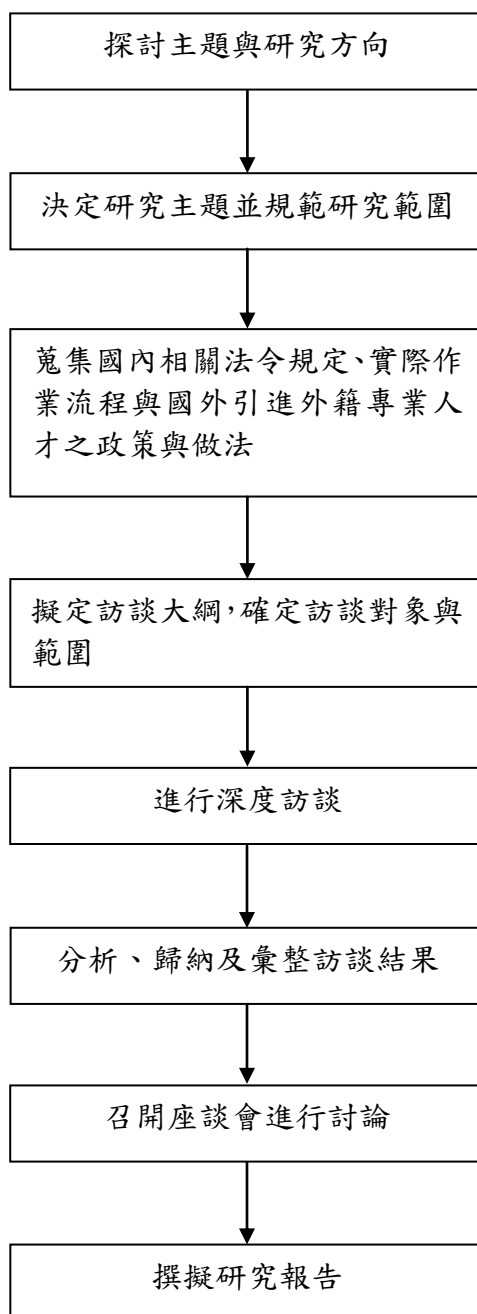 探討主題與研究方向
決定研究主題並規範研究範圍
蒐集國內相關法令規定、實際作
業流程與國外引進外籍專業人
才之政策與做法
擬定訪談大綱,確定訪談對象與
範圍
進行深度訪談
分析、歸納及彙整訪談結果
召開座談會進行討論
撰擬研究報告